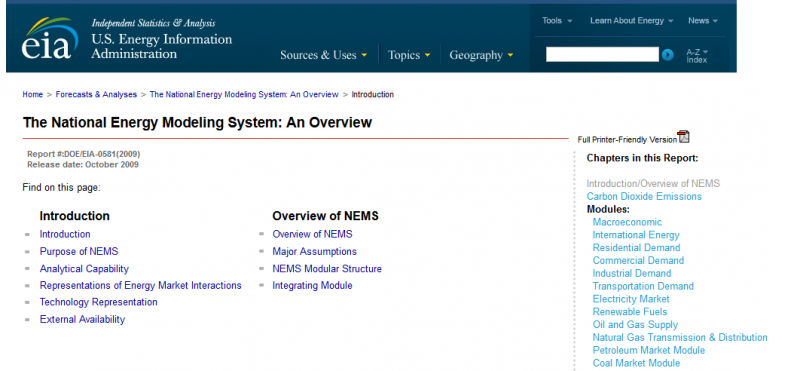 Independent Statistics & Analysis
U.S. Energy Information
Administration
eia
Sources & Uses
Topics
Geography
Tools
Learn About Energy
News
A-Z
Index
Home > Forecasts & Analyses > The National Energy Modeling System: An Overview > Introduction
The National Energy Modeling System: An Overview
Report #:DOE/EIA-0581(2009)
Release date: October 2009
Find on this page:
Introduction
Introduction
Purpose of NEMS
Analytical Capability
Representations of Energy Market Interactions
Technology Representation
External Availability
Overview of NEMS
Overview of NEMS
Major Assumptions
NEMS Modular Structure
Integrating Module
Full Printer-Friendly Version
Chapters in this Report:
Introduction/Overview of NEMS
Carbon Dioxide Emissions
Modules:
Macroeconomic
International Energy
Residential Demand
Commercial Demand
Industrial Demand
Transportation Demand
Electricity Market
Renewable Fuels
Oil and Gas Supply
Natural Gas Transmission & Distribution
Petroleum Market Module
Coal Market Module